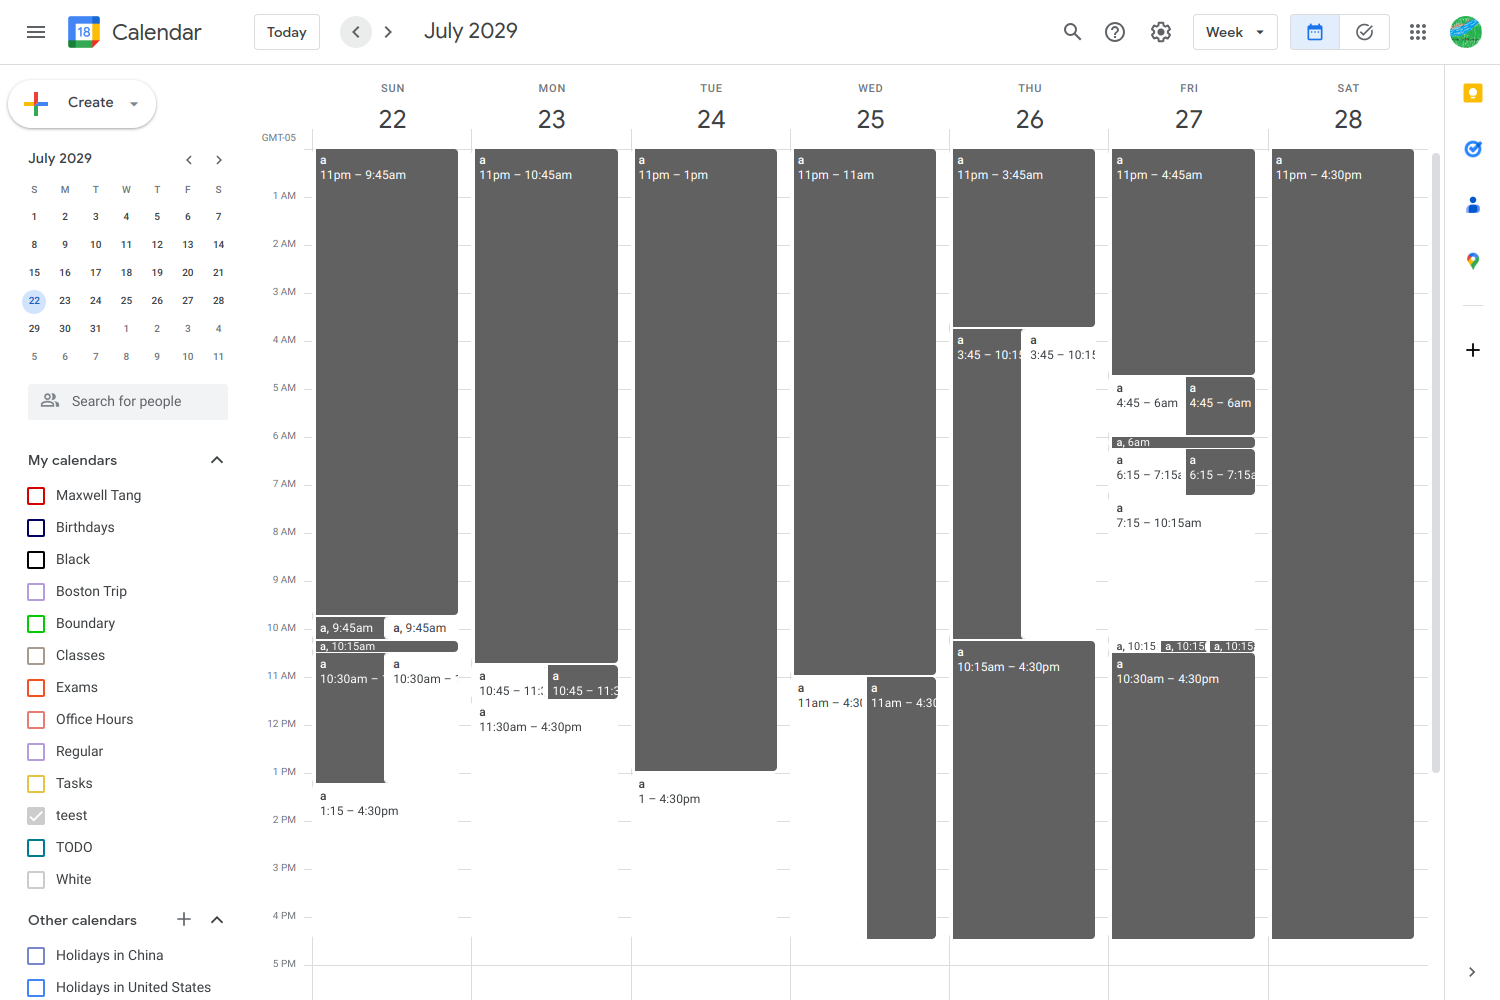 18 Calendar Today July 2029 Week
Create
July 2029
S M T W T F S
1 2 3 4 5 6 7
8 9 10 11 12 13 14
15 16 17 18 19 20 21
22 23 24 25 26 27 28
29 30 31 1 2 3 4
5 6 7 8 9 10 11
Search for people
My calendars
Maxwell Tang
Birthdays
Black
Boston Trip
Boundary
Classes
Exams
Office Hours
Regular
Tasks
teest
TODO
White
Other calendars
Holidays in China
Holidays in United States
GMT-05
1 AM
2 AM
3 AM
4 AM
5 AM
6 AM
7 AM
8 AM
9 AM
10 AM
11 AM
12 PM
1 PM
2 PM
3 PM
4 PM
5 PM
SUN
22
a
11pm – 9:45am
a, 9:45am
a, 9:45am
a, 10:15am
a
10:30am –
a
10:30am –
a
1:15 – 4:30pm
MON
23
a
11pm – 10:45am
a
10:45 – 11:
a
10:45 – 11:3
a
11:30am – 4:30pm
TUE
24
a
11pm – 1pm
a
1 – 4:30pm
WED
25
a
11pm – 11am
a
11am – 4:30
a
11am – 4:30
THU
26
a
11pm – 3:45am
a
3:45 – 10:15
a
3:45 – 10:15
a
10:15am – 4:30pm
FRI
27
a
11pm – 4:45am
a
4:45 – 6am
a
4:45 – 6am
a, 6am
a
6:15 – 7:15a
a
6:15 – 7:15a
a
7:15 – 10:15am
a, 10:15
a, 10:15
a, 10:15
a
10:30am – 4:30pm
SAT
28
a
11pm – 4:30pm